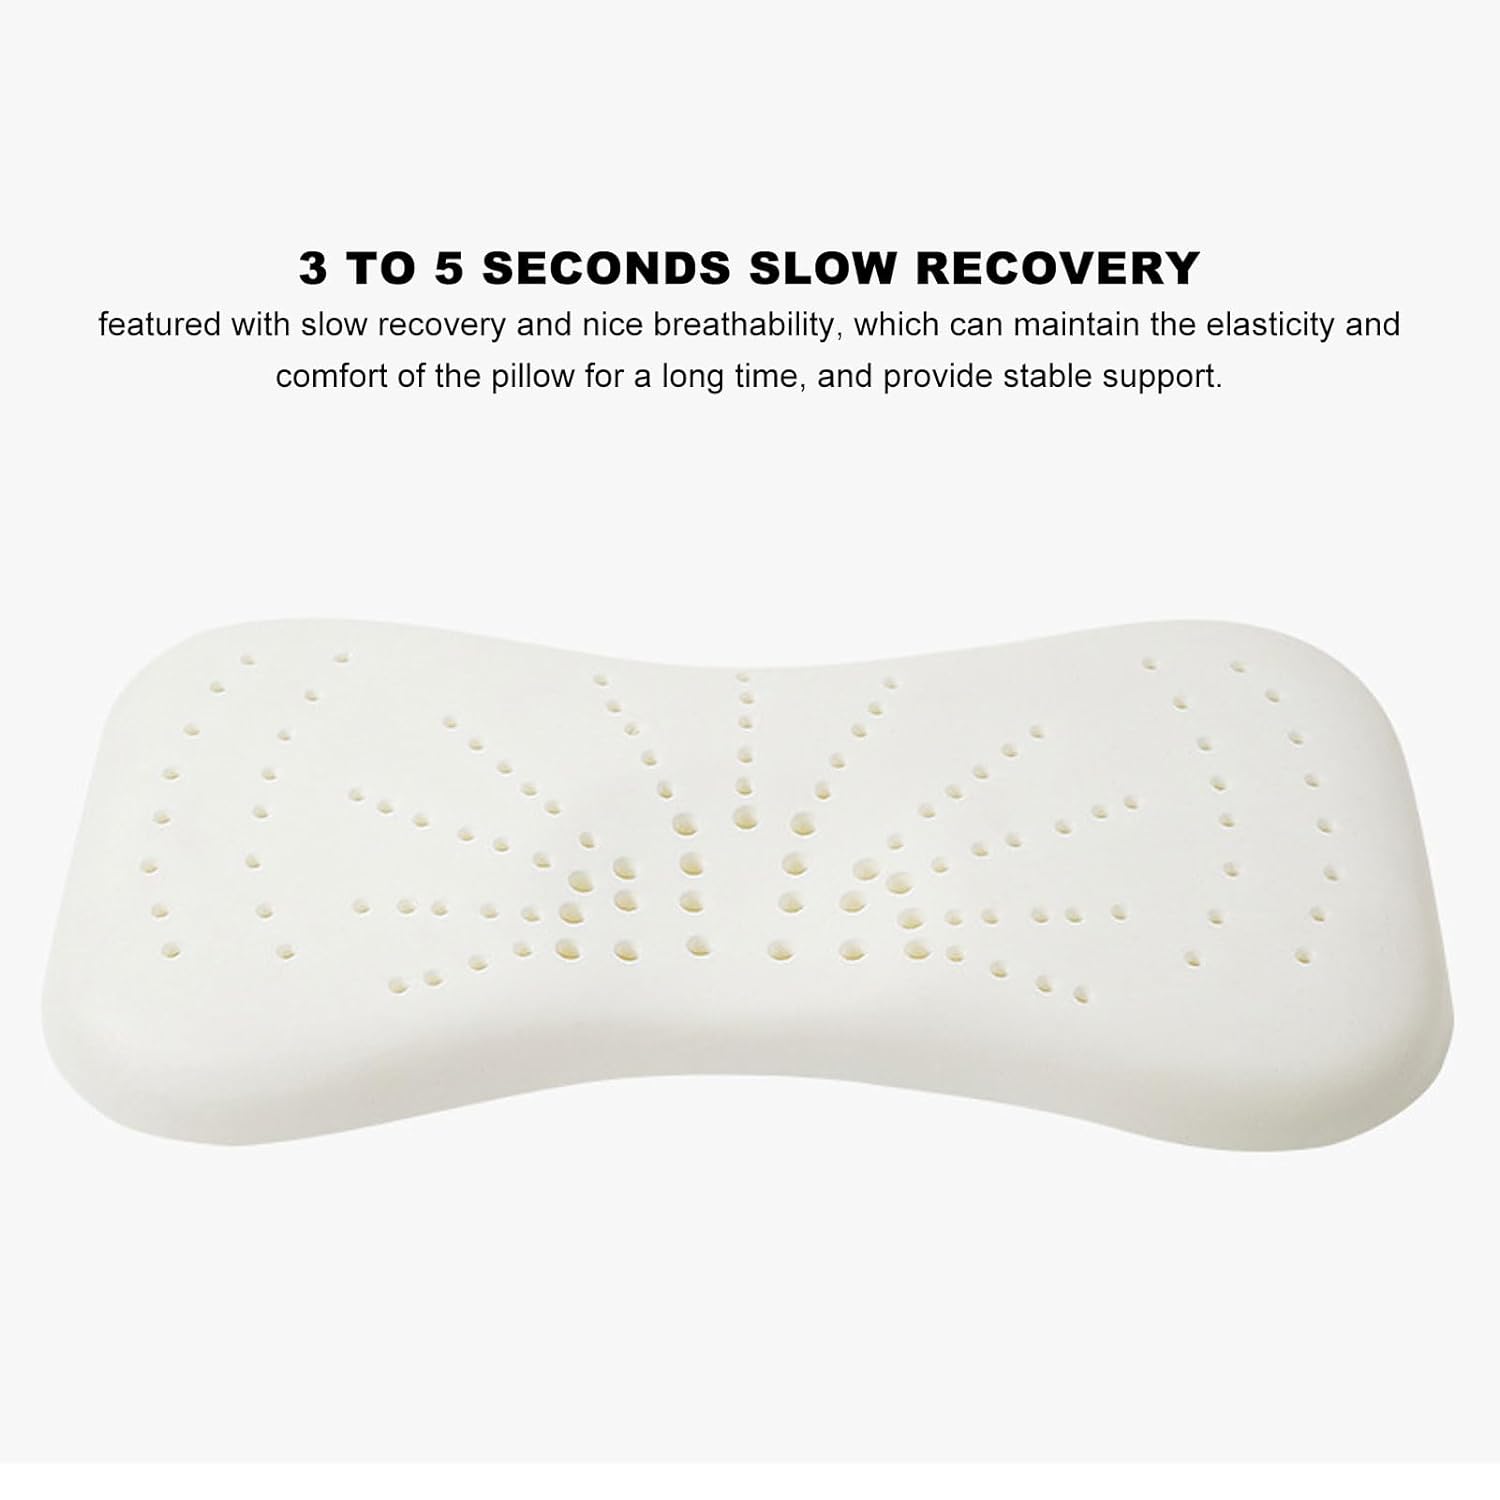 3 TO 5 SECONDS SLOW RECOVERY
featured with slow recovery and nice breathability, which can maintain the elasticity and
comfort of the pillow for a long time, and provide stable support.